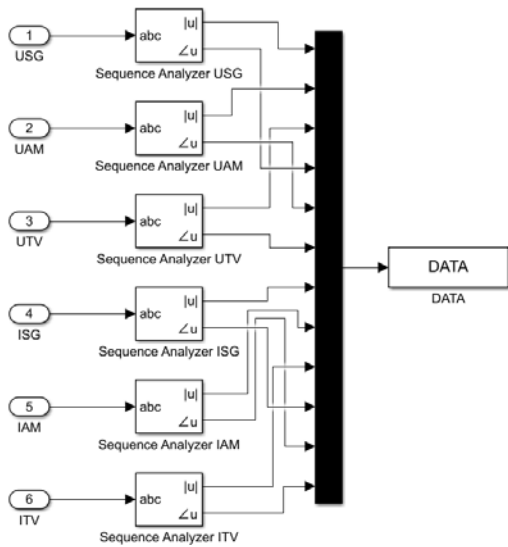 1
USG
abc
|u|
∠u
Sequence Analyzer USG
2
UAM
abc
|u|
∠u
Sequence Analyzer UAM
3
UTV
abc
|u|
∠u
Sequence Analyzer UTV
4
ISG
abc
|u|
∠u
Sequence Analyzer ISG
5
IAM
abc
|u|
∠u
Sequence Analyzer IAM
6
ITV
abc
|u|
∠u
Sequence Analyzer ITV
DATA
DATA